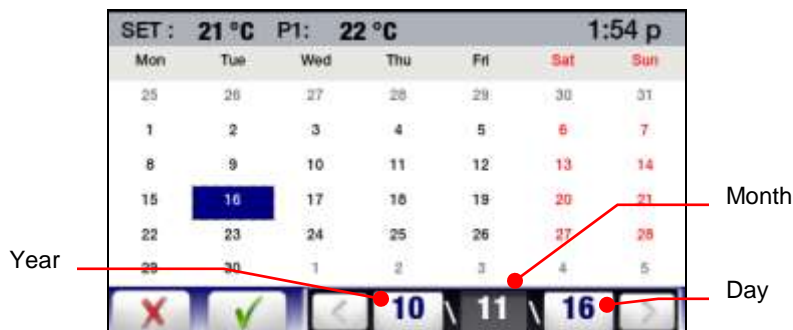 SET : 21 °C P1: 22 °C 1:54 p
Mon Tue Wed Thu Fri Sat Sun
25 26 27 28 29 30 31
1 2 3 4 5 6 7
8 9 10 11 12 13 14
15 16 17 18 19 20 21
Month
22 23 24 25 26 27 28
Year
29 30 1 2 3 4 5
Day
< 10 \ 11 \ 16 >